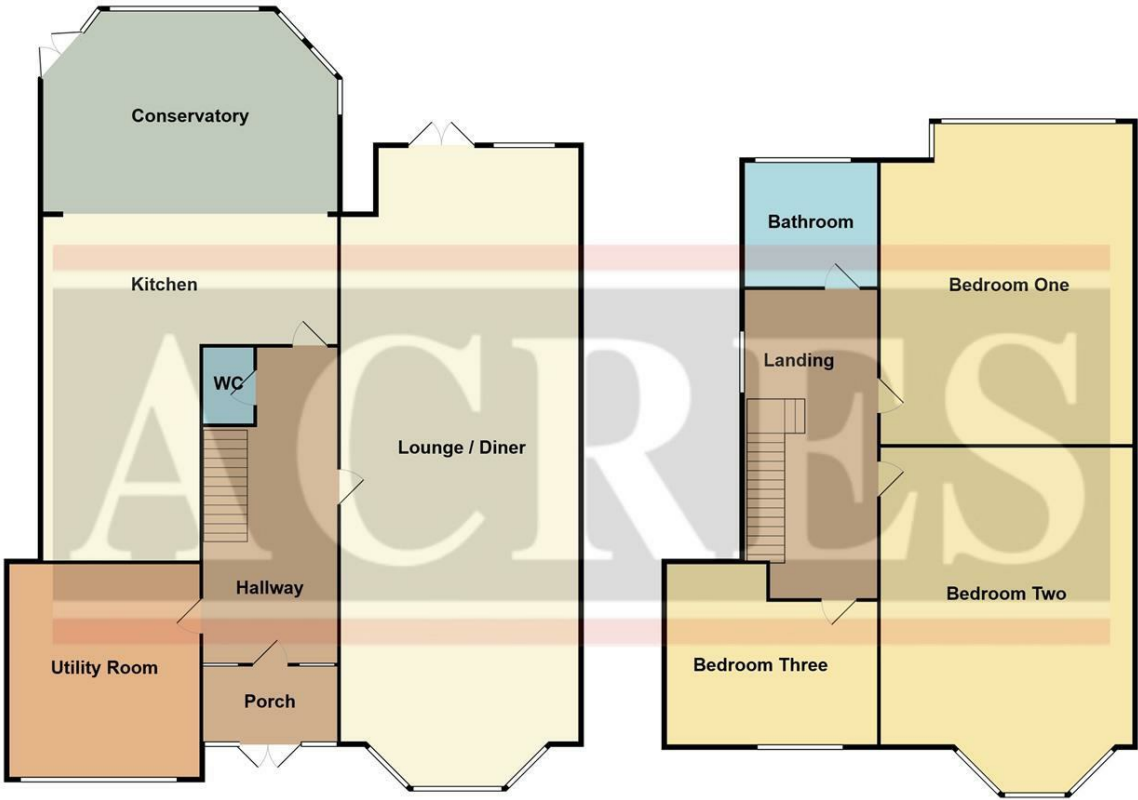 Conservatory
Kitchen
WC
Lounge / Diner
Hallway
Utility Room
Porch
Bathroom
Bedroom One
Landing
Bedroom Two
Bedroom Three
ACRES